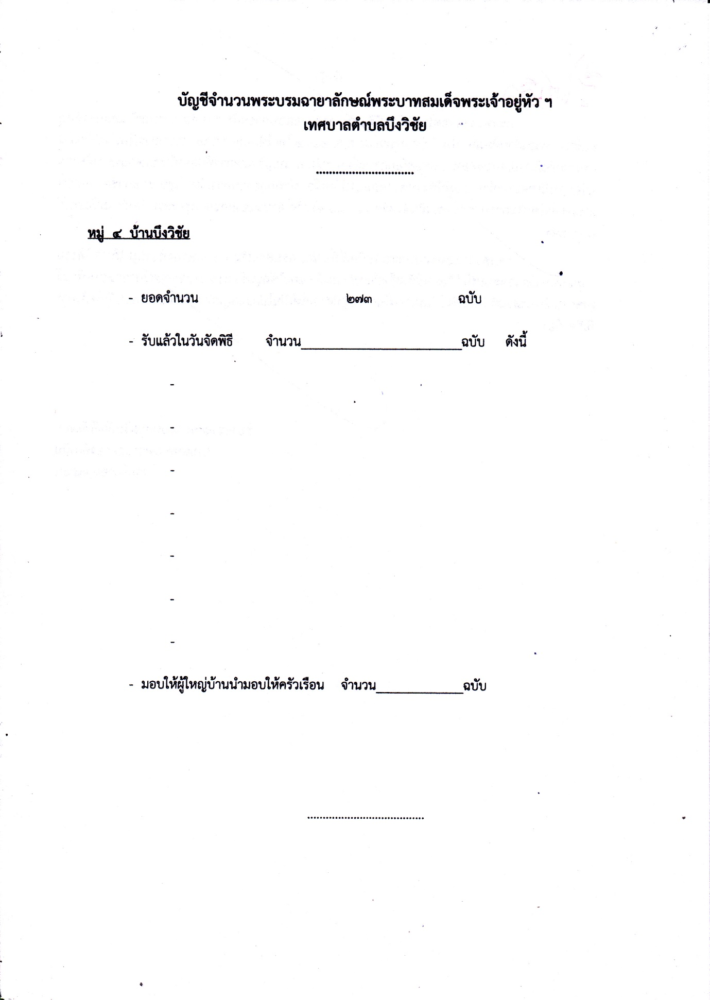 บัญชีจำนวนพระบรมฉายาลักษณ์พระบาทสมเด็จพระเจ้าอยู่หัว ฯ
เทศบาลตำบลบึงวิชัย
..............................
หมู่ ๔ บ้านบึงวิชัย
- ยอดจำนวน ๒๗๓ ฉบับ
- รับแล้วในวันจัดพิธี จำนวน____________________ฉบับ ดังนี้
-
-
-
-
-
-
-
- มอบให้ผู้ใหญ่บ้านนำมอบให้ครัวเรือน จำนวน___________ฉบับ
......................................